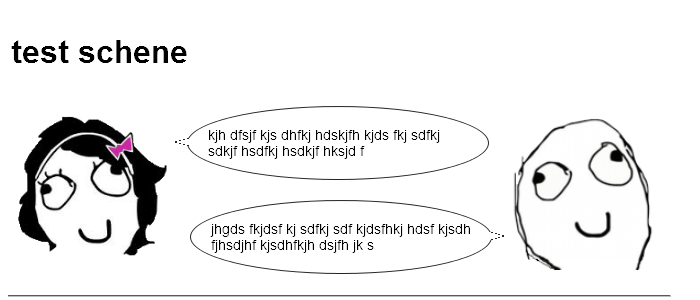 test schene
kjh dfsjf kjs dhfkj hdskjfh kjds fkj sdfkj
sdkjf hsdfkj hsdkjf hksjd f
jhgds fkjdsf kj sdfkj sdf kjdsfhkj hdsf kjsdh
fjhsdjhf kjsdhfkjh dsjfh jk s